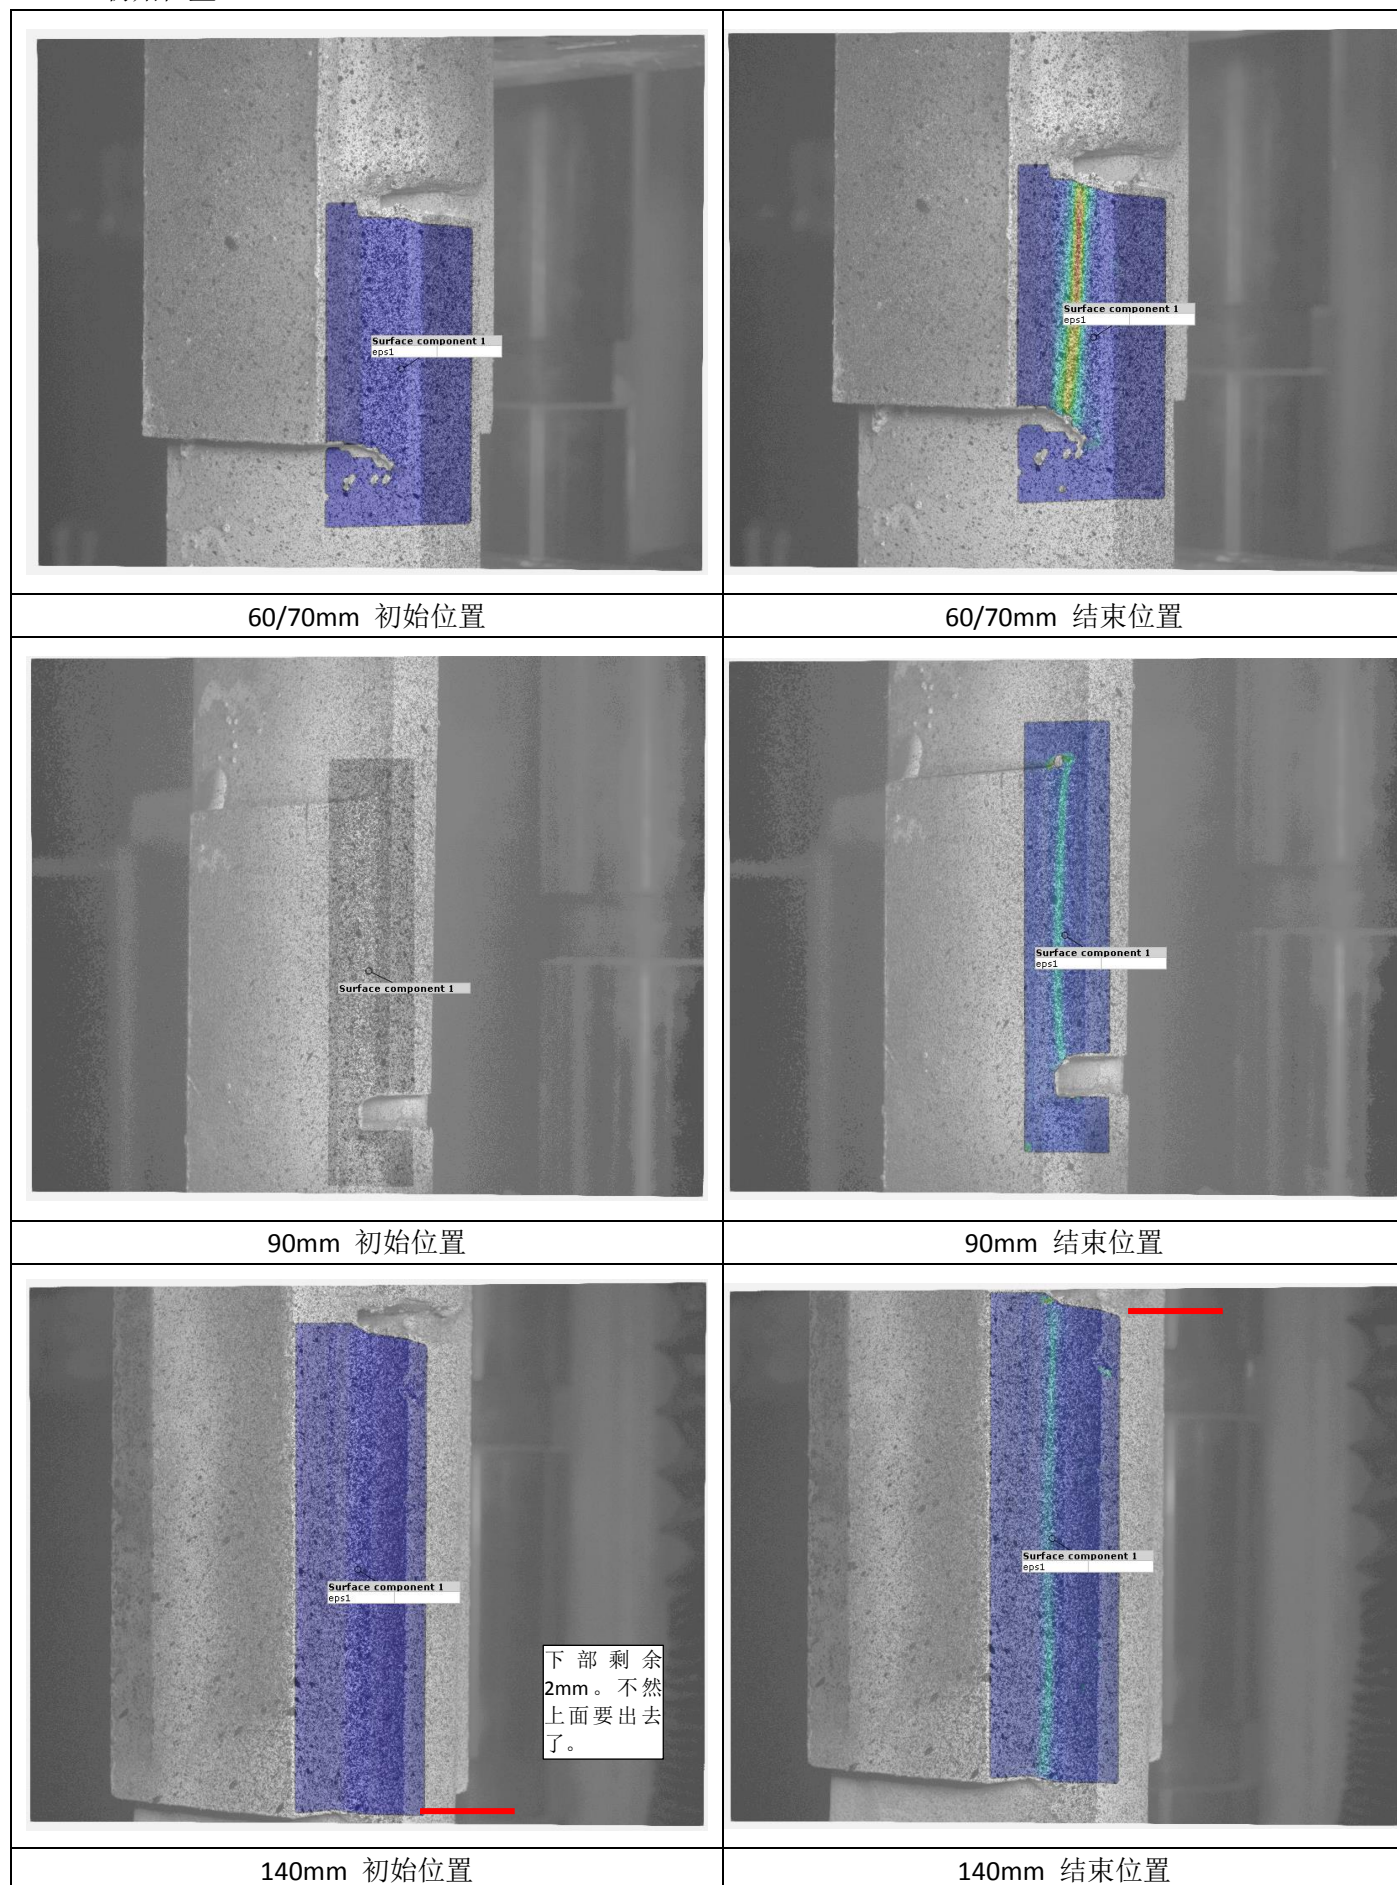 Surface component 1
eps1
Surface component 1
eps1
60/70mm 初始位置
60/70mm 结束位置
Surface component 1
Surface component 1
eps1
90mm 初始位置
90mm 结束位置
Surface component 1
eps1
下部剩余
2mm。不然
上面要出去
了。
Surface component 1
eps1
140mm 初始位置
140mm 结束位置